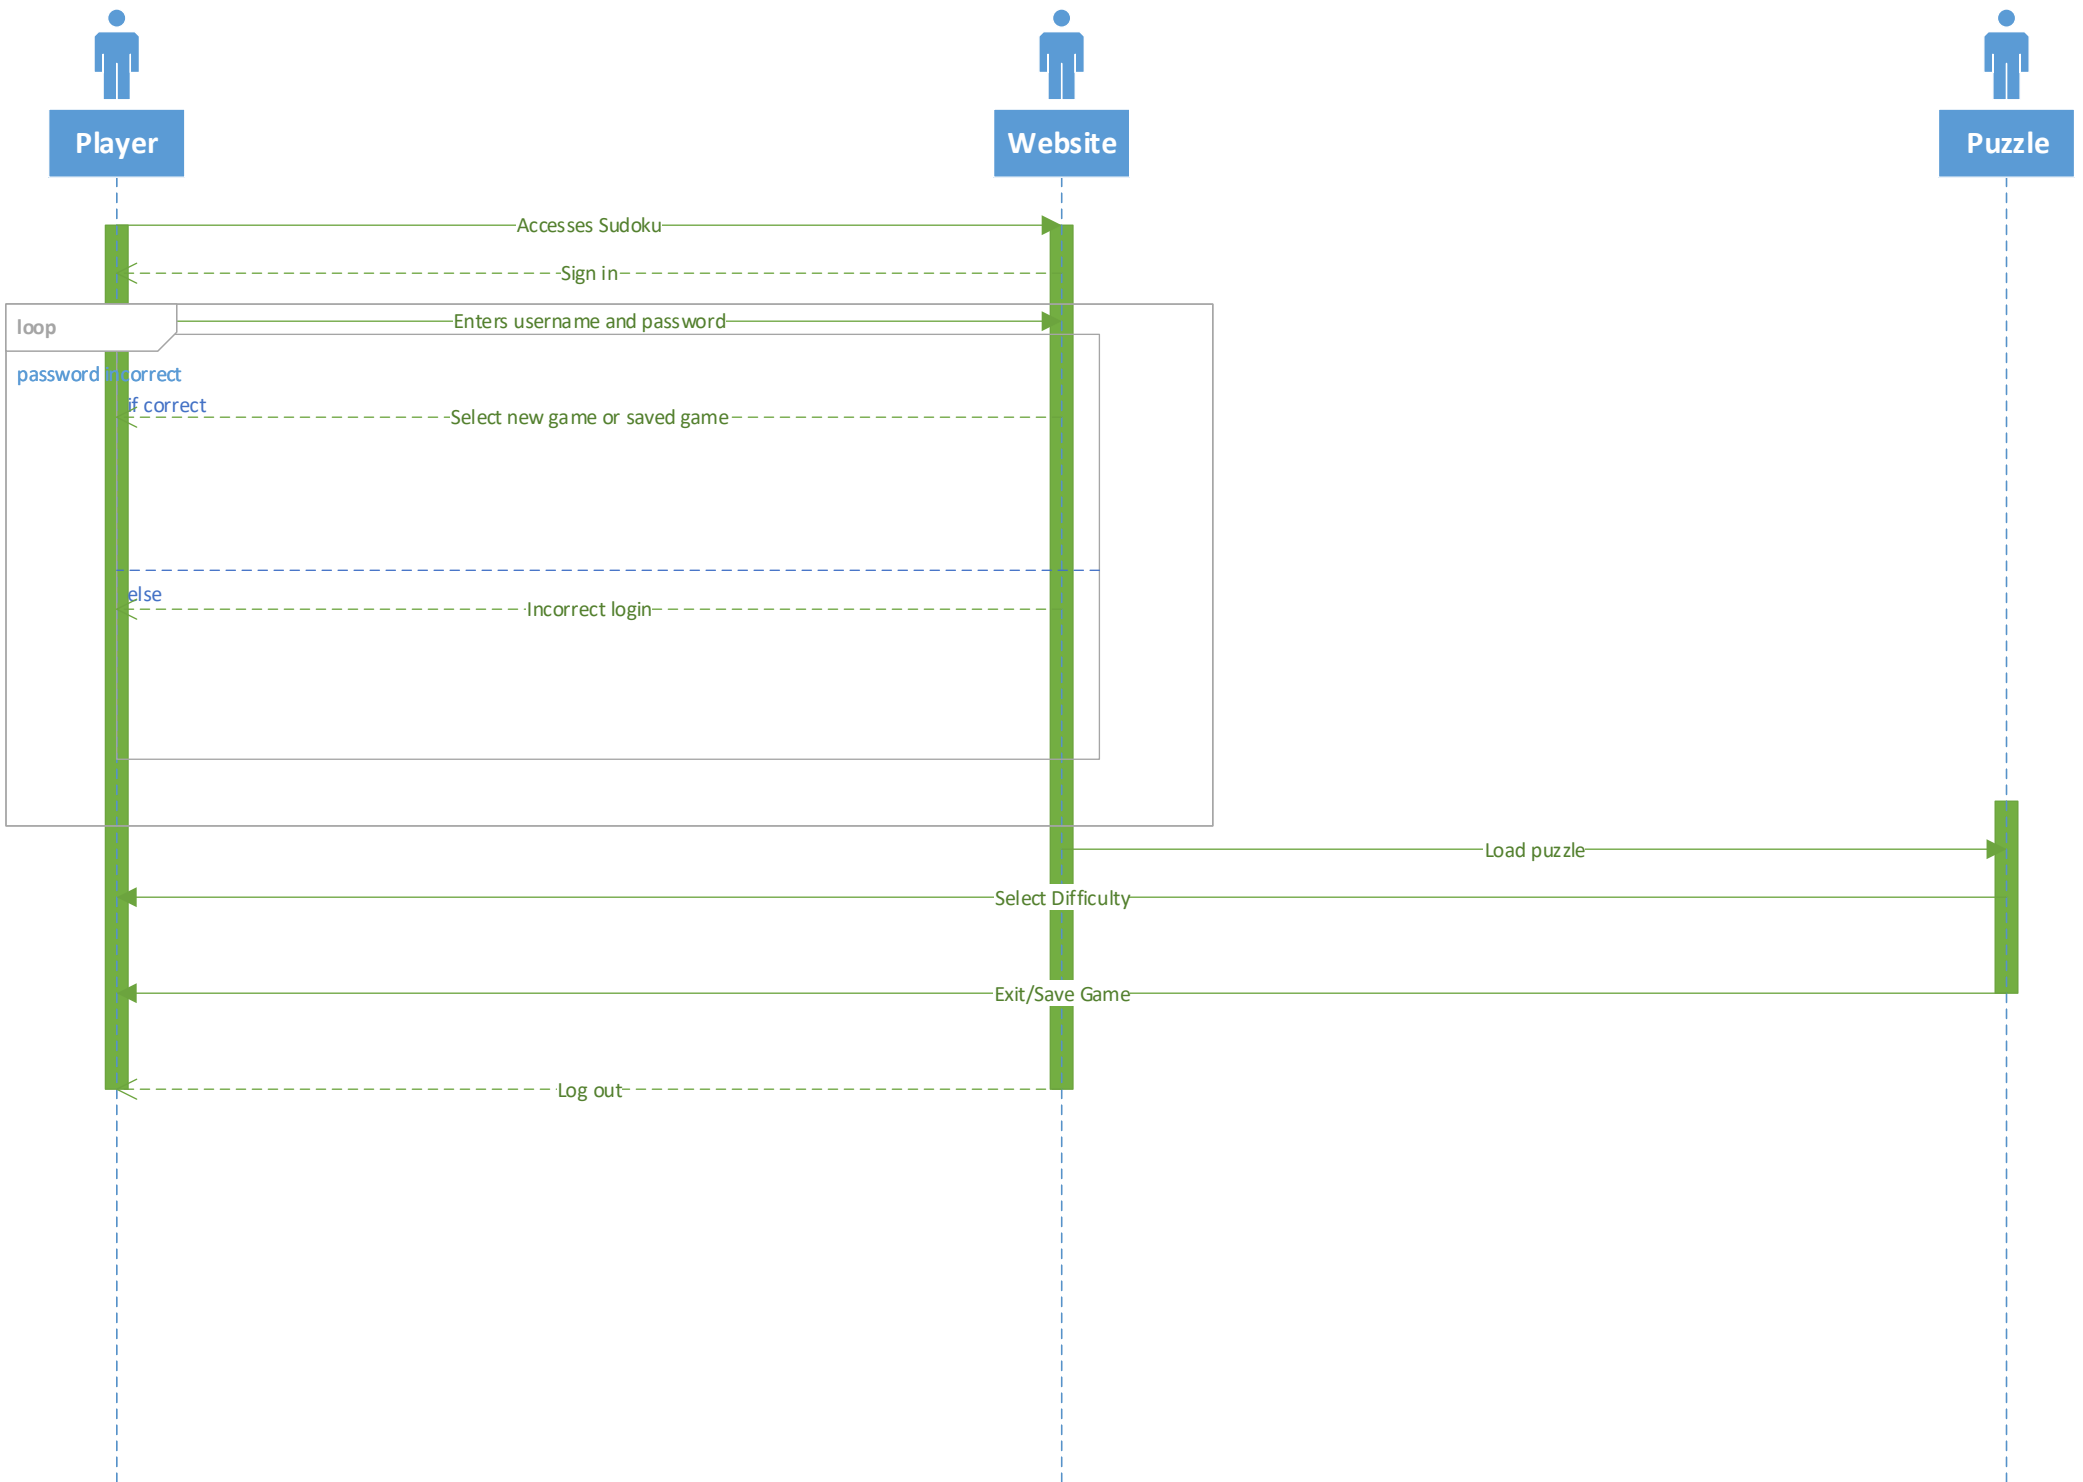 Player
Website
Puzzle
Accesses Sudoku
Sign in
loop
Enters username and password
password incorrect
if correct
Select new game or saved game
else
Incorrect login
Load puzzle
Select Difficulty
Exit/Save Game
Log out